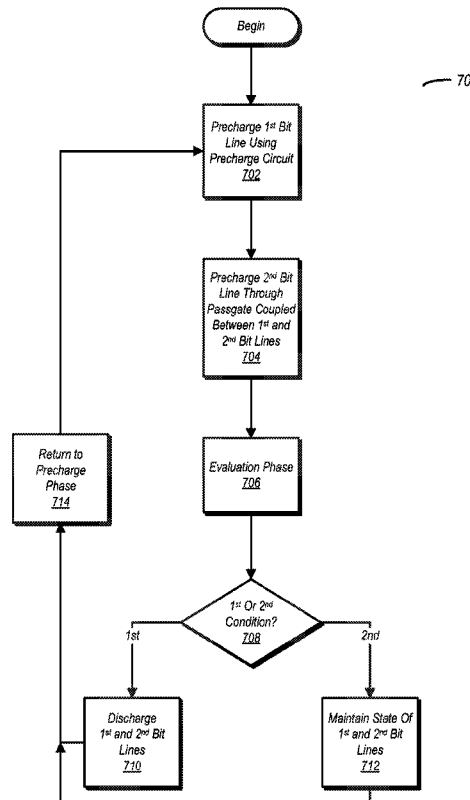 Begin
70
Precharge 1st Bit
Line Using
Precharge Circuit
702
Precharge 2nd Bit
Line Through
Passgate Coupled
Between 1st and
2nd Bit Lines
704
Return to
Precharge
Phase
714
Evaluation Phase
706
1st Or 2nd
Condition?
708
1st
2nd
Discharge
1st and 2nd Bit
Lines
710
Maintain State Of
1st and 2nd Bit
Lines
712